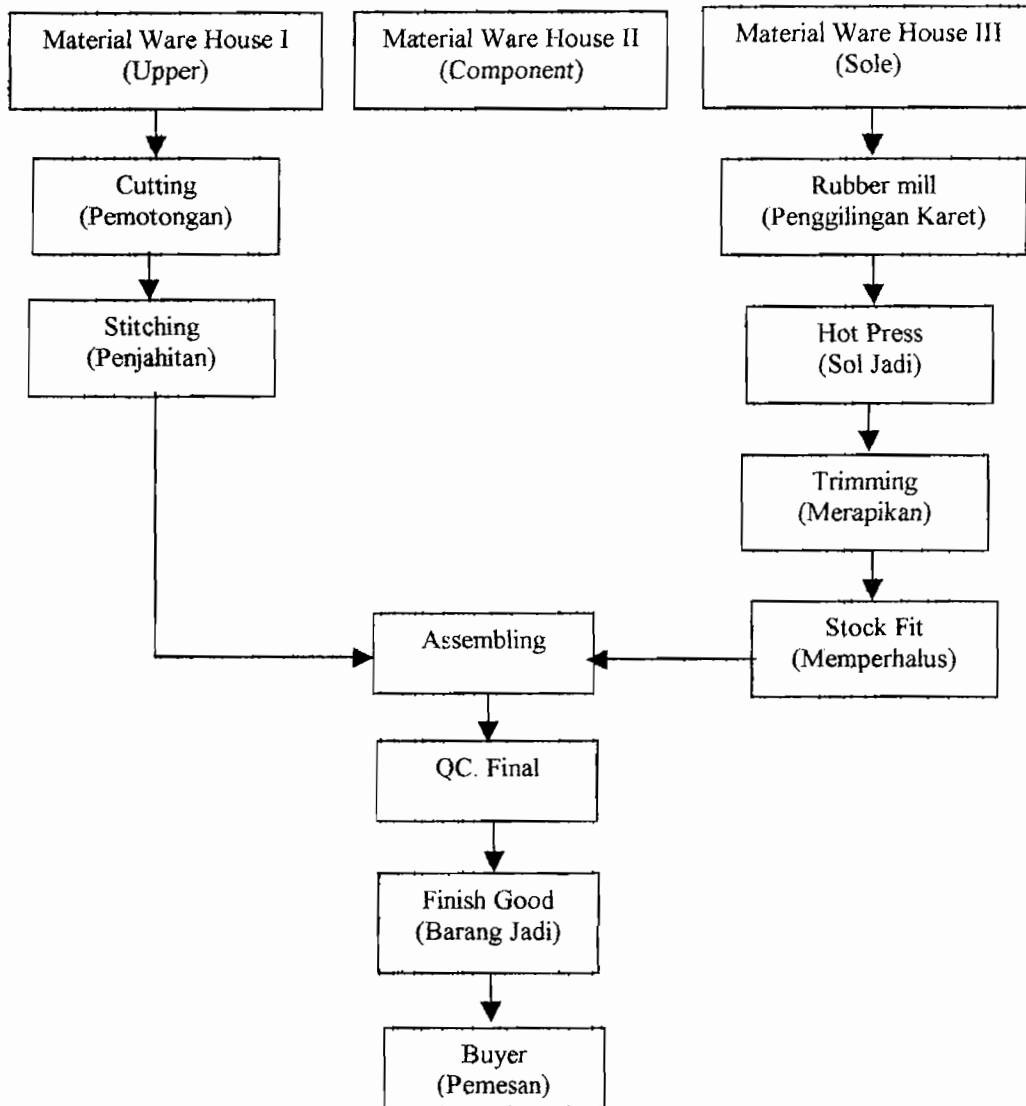 Material Ware House I
(Upper)
Material Ware House II
(Component)
Material Ware House III
(Sole)
Cutting
(Pemotongan)
Rubber mill
(Penggilingan Karet)
Stitching
(Penjahitan)
Hot Press
(Sol Jadi)
Trimming
(Merapikan)
Assembling
Stock Fit
(Memperhalus)
QC. Final
Finish Good
(Barang Jadi)
Buyer
(Pemesan)